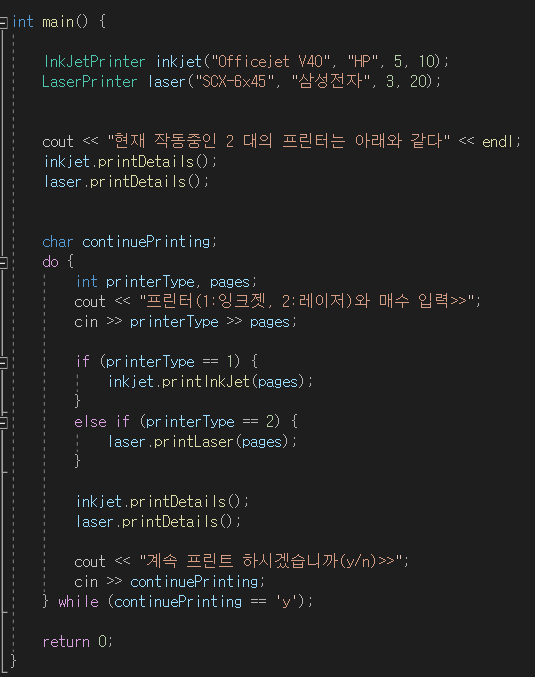 int main() {
InkJetPrinter inkjet("Officejet V40", "HP", 5, 10);
LaserPrinter laser("SCX-6x45", "삼성전자", 3, 20);
cout << "현재 작동중인 2 대의 프린터는 아래와 같다" << endl;
inkjet.printDetails();
laser.printDetails();
char continuePrinting;
do {
int printerType, pages;
cout << "프린터(1:잉크젯, 2:레이저)와 매수 입력>>";
cin >> printerType >> pages;
if (printerType == 1) {
inkjet.printInkJet(pages);
}
else if (printerType == 2) {
laser.printLaser(pages);
}
inkjet.printDetails();
laser.printDetails();
cout << "계속 프린트 하시겠습니까(y/n)>>";
cin >> continuePrinting;
} while (continuePrinting == 'y');
return 0;
}